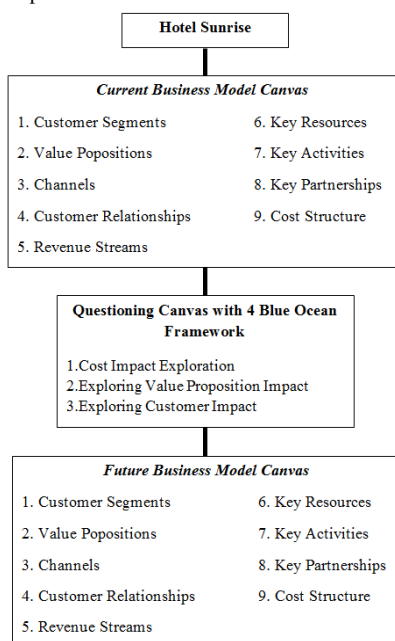 Hotel Sunrise
Current Business Model Canvas
1. Customer Segments
2. Value Popositions
3. Channels
4. Customer Relationships
5. Revenue Streams
6. Key Resources
7. Key Activities
8. Key Partnerships
9. Cost Structure
Questioning Canvas with 4 Blue Ocean
Framework
1.Cost Impact Exploration
2.Exploring Value Proposition Impact
3.Exploring Customer Impact
Future Business Model Canvas
1. Customer Segments
2. Value Popositions
3. Channels
4. Customer Relationships
5. Revenue Streams
6. Key Resources
7. Key Activities
8. Key Partnerships
9. Cost Structure